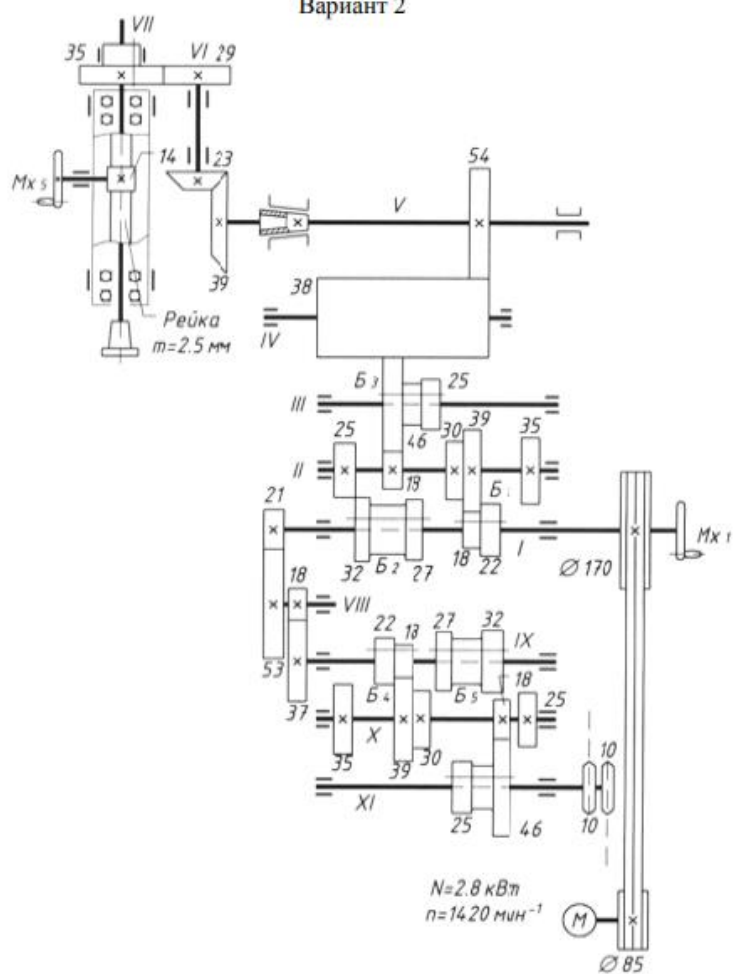 Вариант 2
VII
35
VI
29
14
23
54
Мх 5
V
39
38
Рейка
m=2.5 мм
IV
Б 3
25
III
39
46
30
35
25
II
18
Б 1
21
Мх 1
I
32
Б 2
27
18
22
Ø 170
18
VIII
22
18
27
32
IX
18
53
Б 4
Б 5
25
37
X
35
39
30
10
XI
25
46
10
N=2.8 кВт
n=1420 мин⁻¹
М
Ø 85